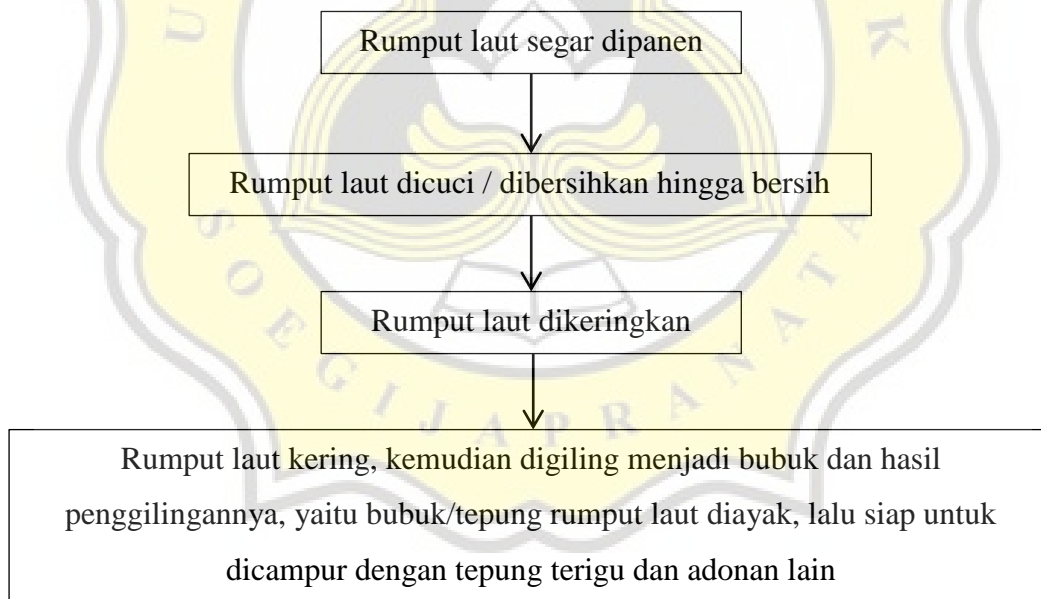 Rumput laut segar dipanen
Rumput laut dicuci / dibersihkan hingga bersih
Rumput laut dikeringkan
Rumput laut kering, kemudian digiling menjadi bubuk dan hasil
penggilingannya, yaitu bubuk/tepung rumput laut diayak, lalu siap untuk
dicampur dengan tepung terigu dan adonan lain
U K
SOEGIJAPRANATA